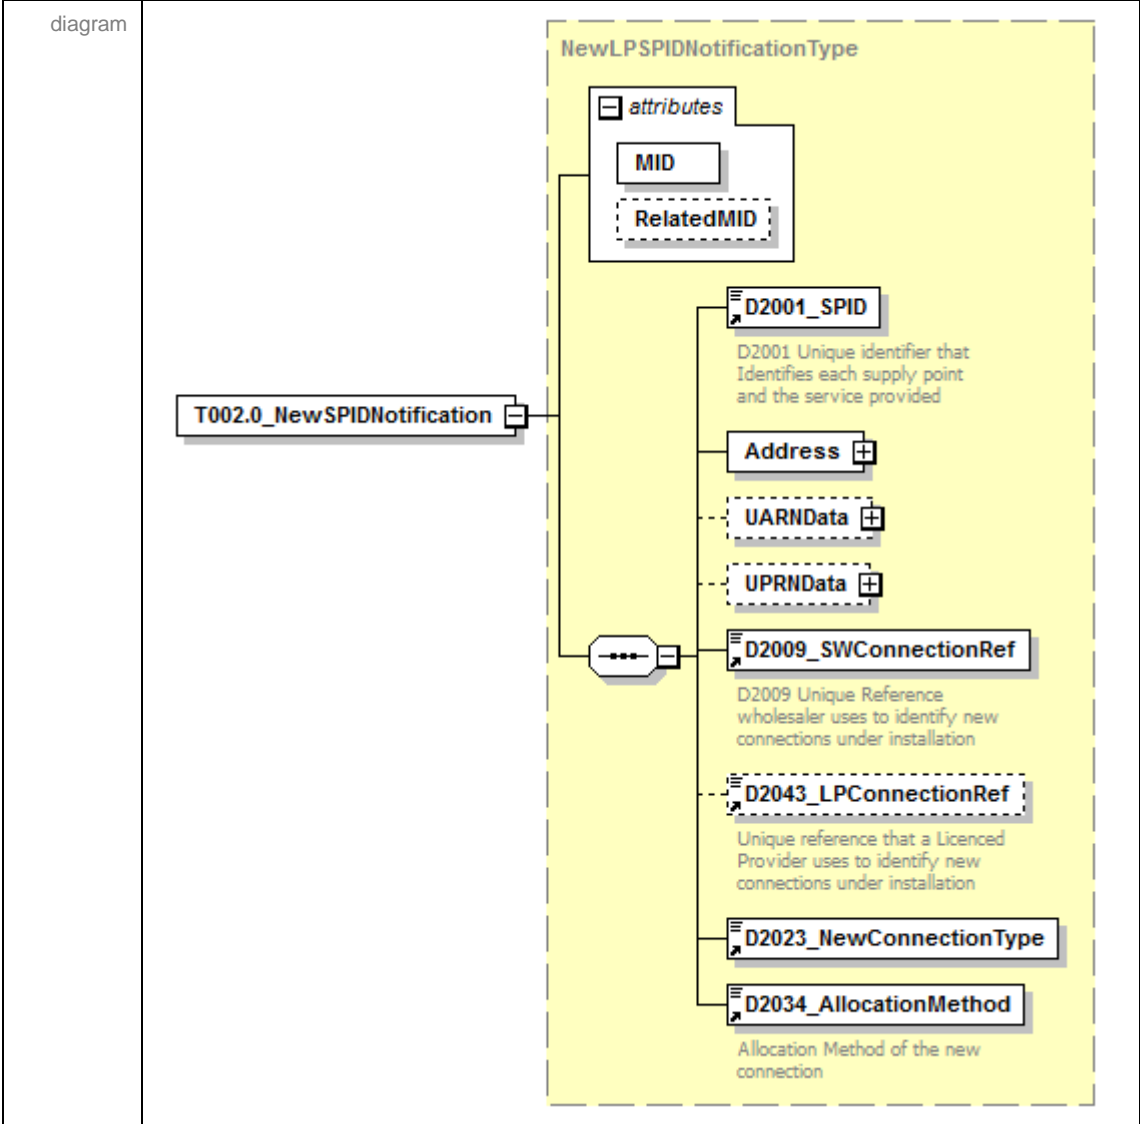 diagram
NewLPSPIDNotificationType
attributes
MID
RelatedMID
D2001_SPID
D2001 Unique identifier that
Identifies each supply point
and the service provided
T002.0_NewSPIDNotification
Address
UARNData
UPRNData
D2009_SWConnectionRef
D2009 Unique Reference
wholesaler uses to identify new
connections under installation
D2043_LPConnectionRef
Unique reference that a Licenced
Provider uses to identify new
connections under installation
D2023_NewConnectionType
D2034_AllocationMethod
Allocation Method of the new
connection